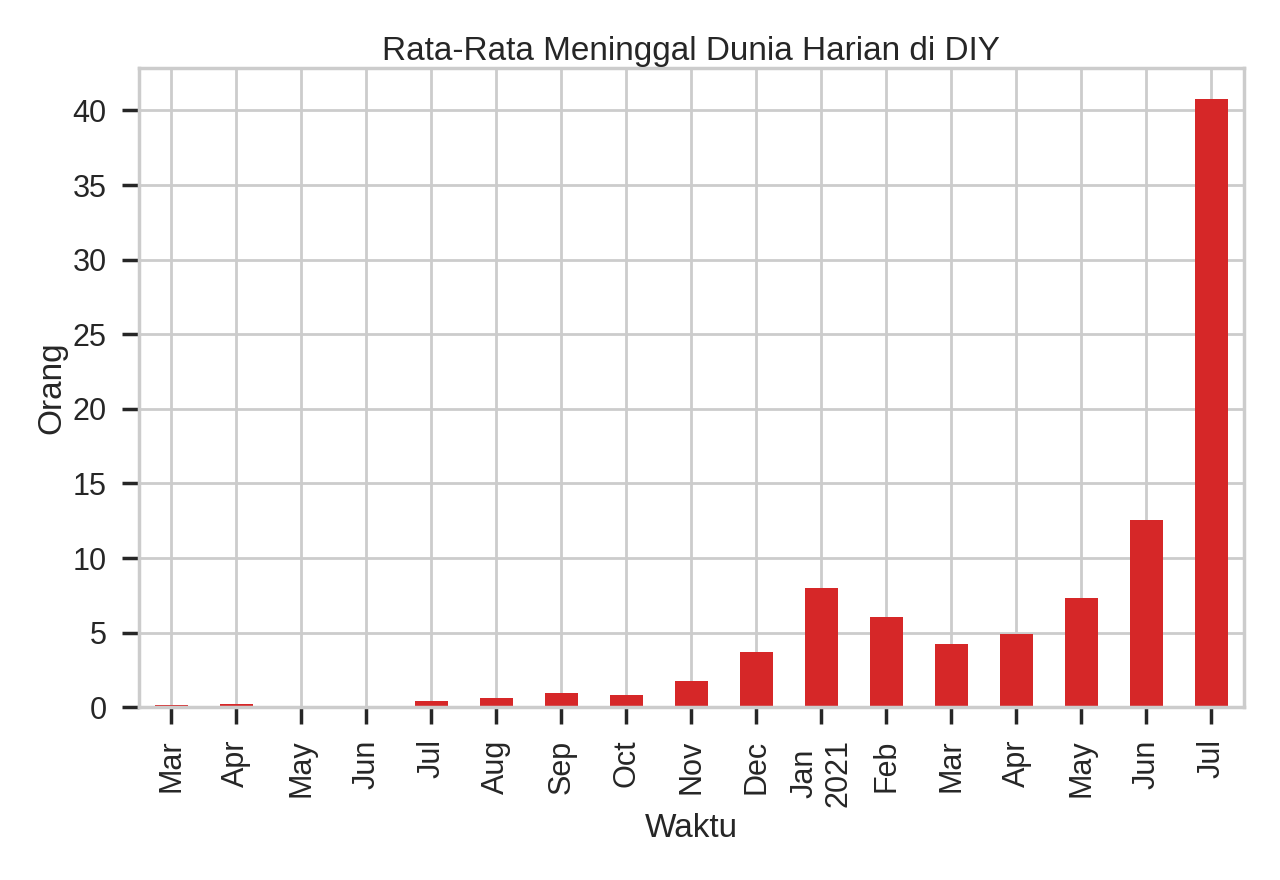 Rata-Rata Meninggal Dunia Harian di DIY
40
35
30
25
20
15
10
5
0
Orang
Mar
Apr
May
Jun
Jul
Aug
Sep
Oct
Nov
Dec
Jan
2021
Feb
Mar
Apr
May
Jun
Jul
Waktu